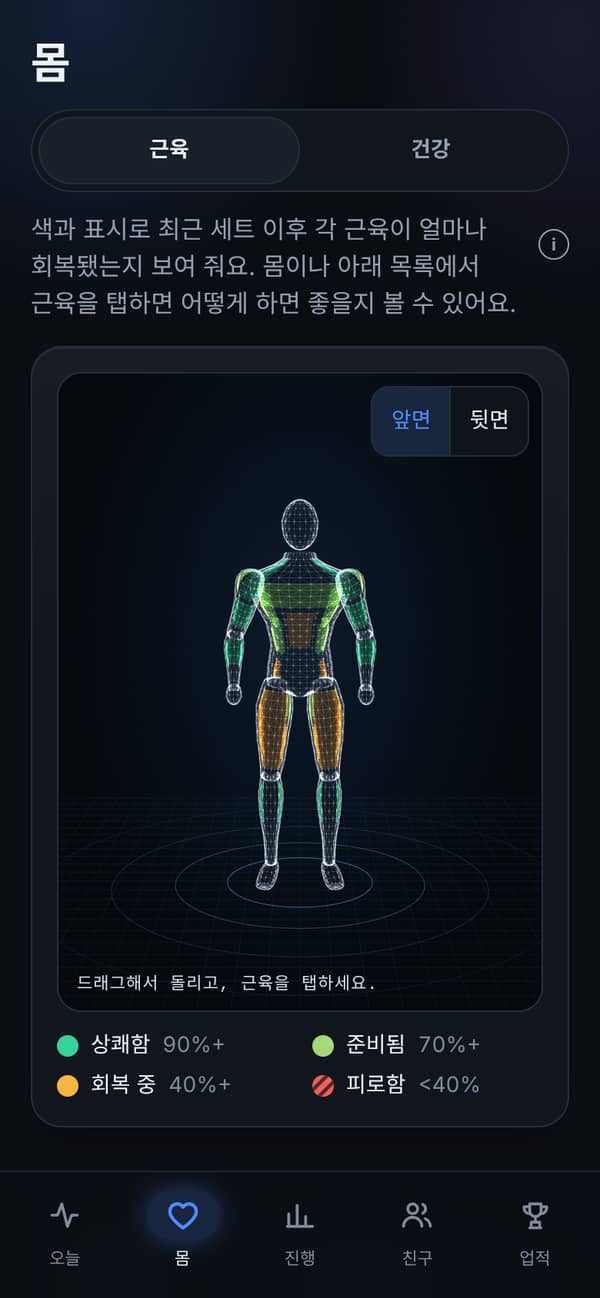 몸
근육
건강
색과 표시로 최근 세트 이후 각 근육이 얼마나
회복됐는지 보여 줘요. 몸이나 아래 목록에서
근육을 탭하면 어떻게 하면 좋을지 볼 수 있어요.
앞면
뒷면
드래그해서 돌리고, 근육을 탭하세요.
상쾌함 90%+
준비됨 70%+
회복 중 40%+
피로함 <40%
오늘
몸
진행
친구
업적